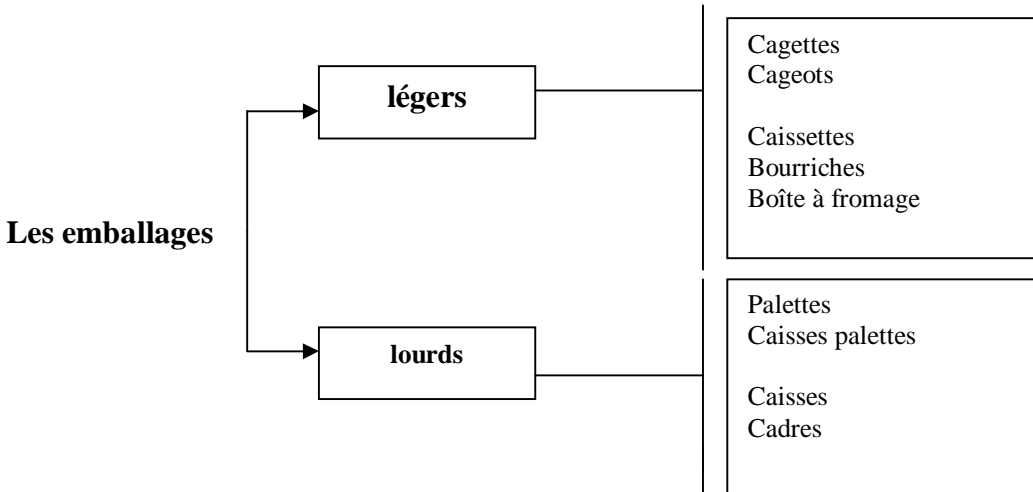 Les emballages
légers
Cagettes
Cageots
Caissettes
Bourriches
Boîte à fromage
lourds
Palettes
Caisses palettes
Caisses
Cadres